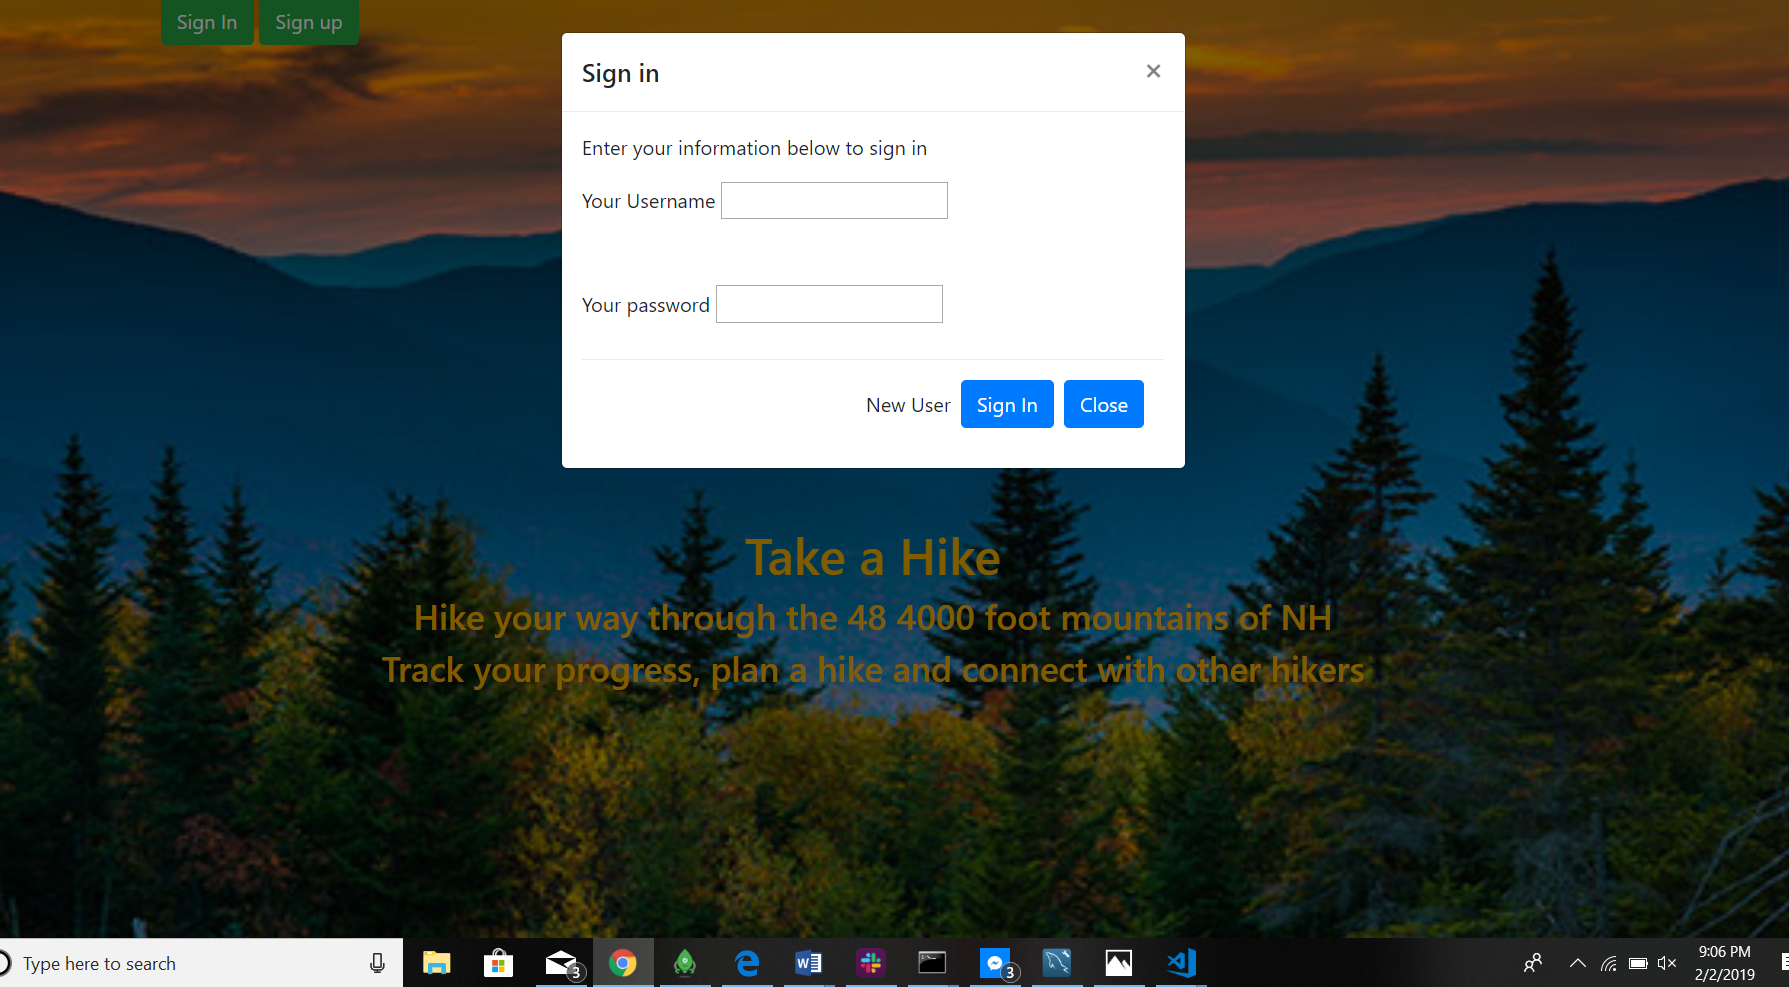 Sign In Sign up
Sign in ×
Enter your information below to sign in
Your Username
Your password
New User Sign In Close
Take a Hike
Hike your way through the 48 4000 foot mountains of NH
Track your progress, plan a hike and connect with other hikers
Type here to search
3
3
9:06 PM
2/2/2019